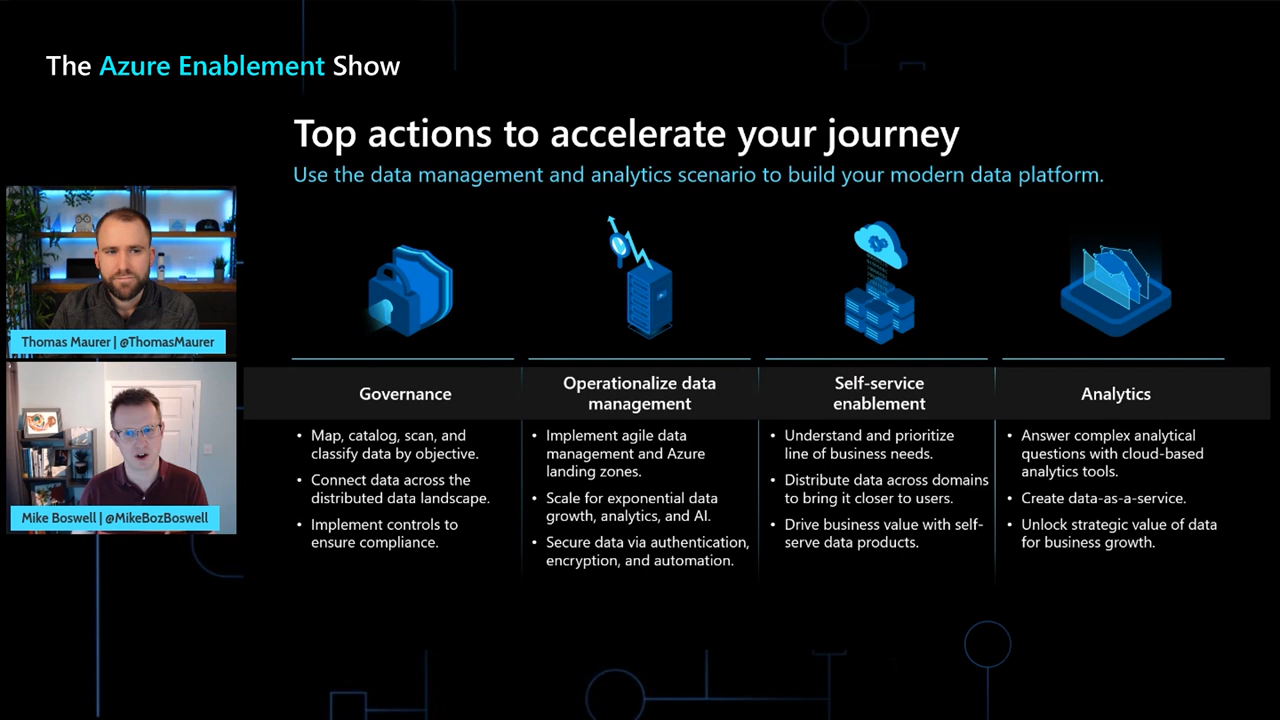 The Azure Enablement Show
Top actions to accelerate your journey
Use the data management and analytics scenario to build your modern data platform.
Thomas Maurer | @ThomasMaurer
Mike Boswell | @MikeBozBoswell
Governance
• Map, catalog, scan, and
classify data by objective.
• Connect data across the
distributed data landscape.
• Implement controls to
ensure compliance.
Operationalize data
management
• Implement agile data
management and Azure
landing zones.
• Scale for exponential data
growth, analytics, and AI.
• Secure data via authentication,
encryption, and automation.
Self-service
enablement
• Understand and prioritize
line of business needs.
• Distribute data across domains
to bring it closer to users.
• Drive business value with self-
serve data products.
Analytics
• Answer complex analytical
questions with cloud-based
analytics tools.
• Create data-as-a-service.
• Unlock strategic value of data
for business growth.